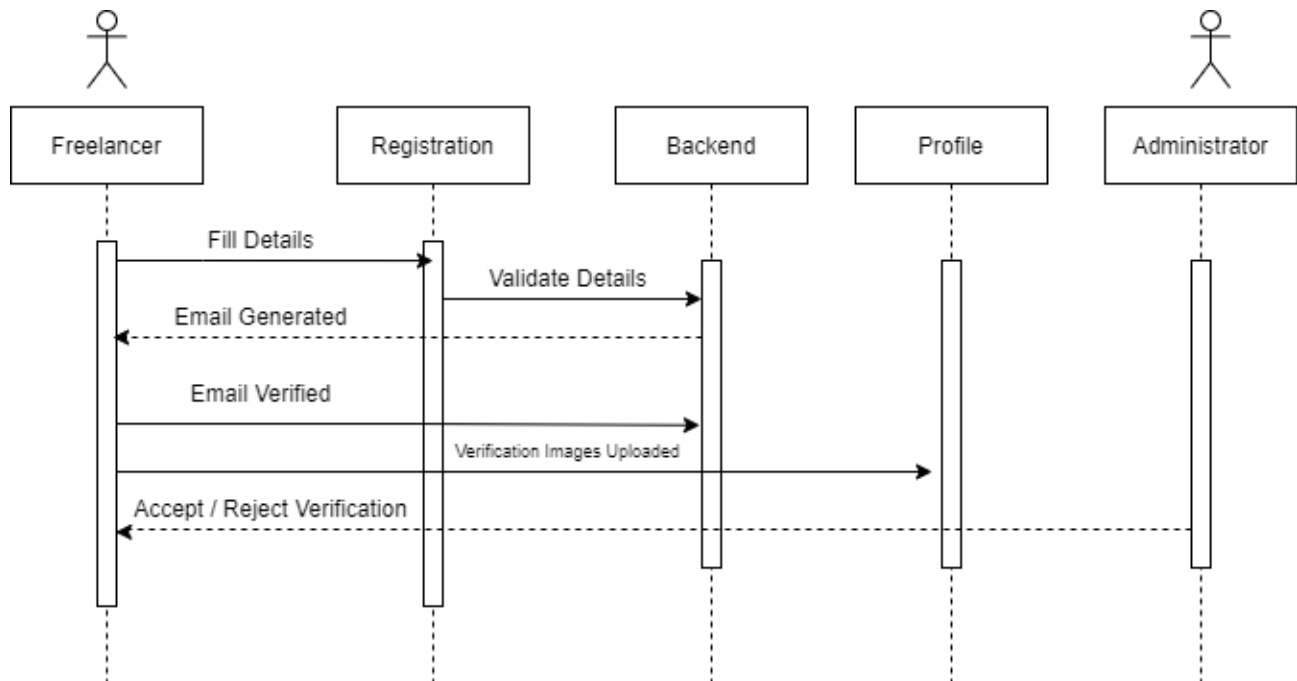 Freelancer
Registration
Backend
Profile
Administrator
Fill Details
Validate Details
Email Generated
Email Verified
Verification Images Uploaded
Accept / Reject Verification